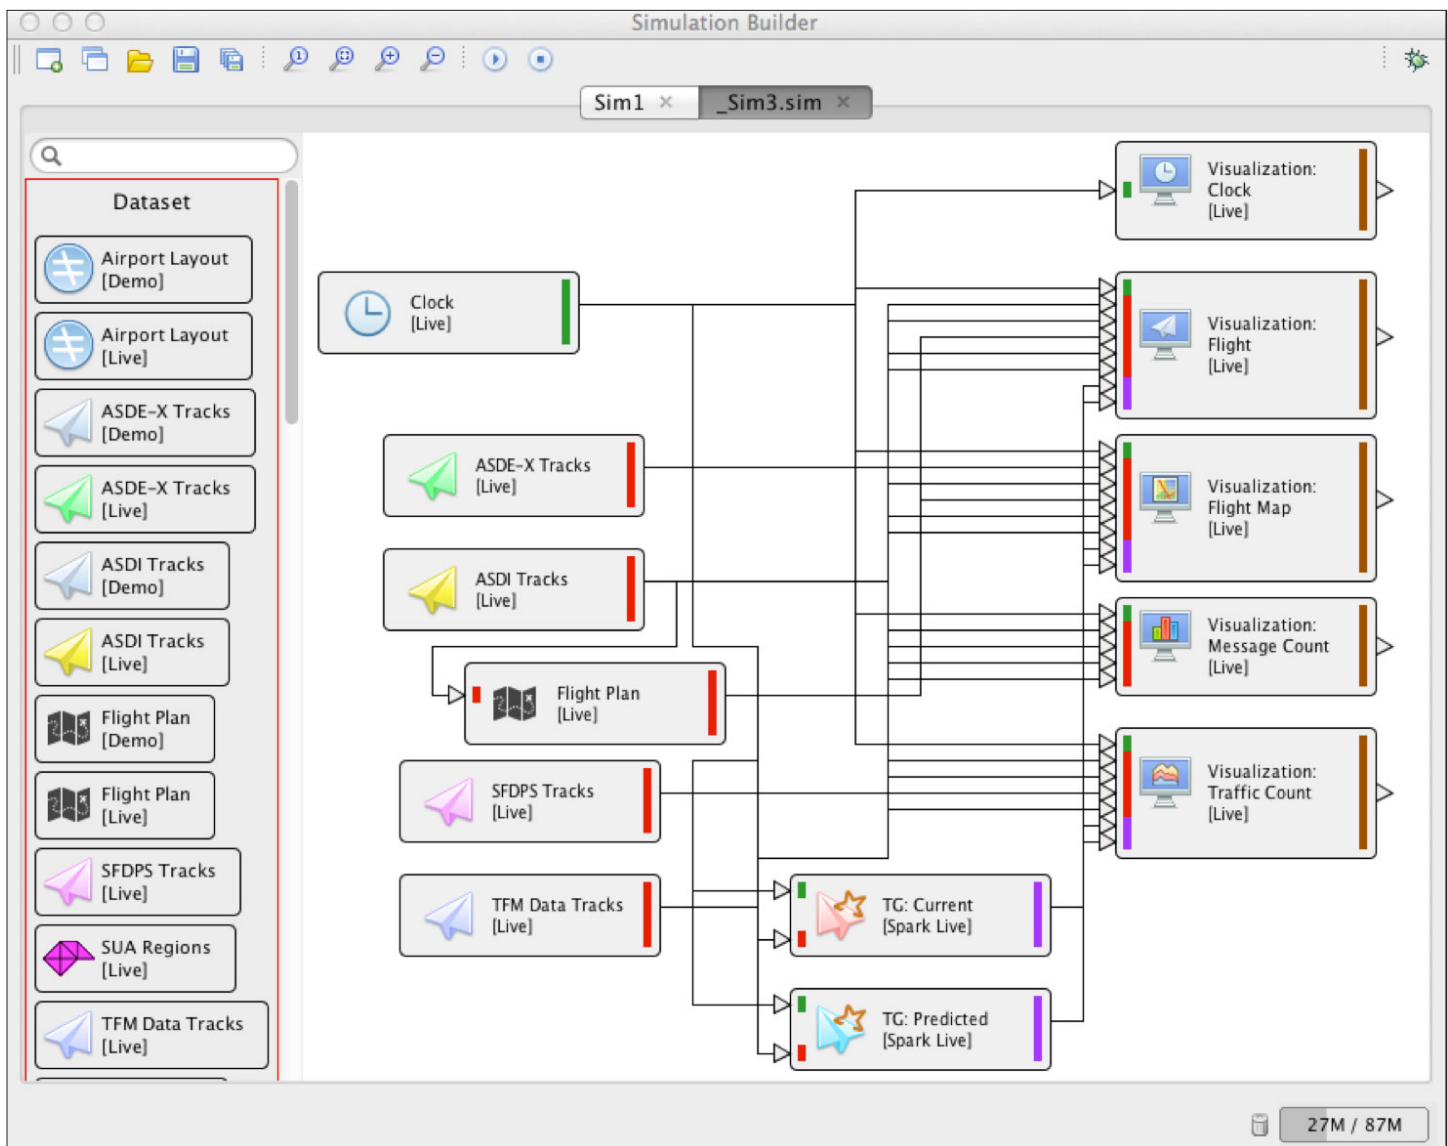 Simulation Builder
Sim1 ×
_Sim3.sim ×
Dataset
Airport Layout
[Demo]
Airport Layout
[Live]
ASDE-X Tracks
[Demo]
ASDE-X Tracks
[Live]
ASDI Tracks
[Demo]
ASDI Tracks
[Live]
Flight Plan
[Demo]
Flight Plan
[Live]
SFDPS Tracks
[Live]
SUA Regions
[Live]
TFM Data Tracks
[Live]
Clock
[Live]
ASDE-X Tracks
[Live]
ASDI Tracks
[Live]
Flight Plan
[Live]
SFDPS Tracks
[Live]
TFM Data Tracks
[Live]
TG: Current
[Spark Live]
TG: Predicted
[Spark Live]
Visualization:
Clock
[Live]
Visualization:
Flight
[Live]
Visualization:
Flight Map
[Live]
Visualization:
Message Count
[Live]
Visualization:
Traffic Count
[Live]
27M / 87M